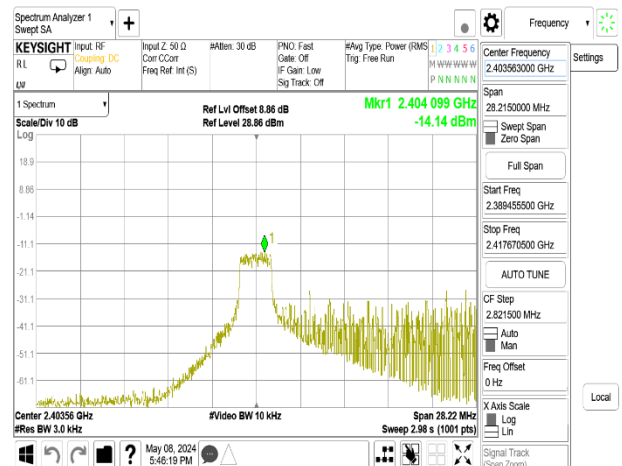 Spectrum Analyzer 1
Swept SA
+
Frequency
KEYSIGHT
Input: RF
Input Z: 50 Ω
#Atten: 30 dB
PNO: Fast
#Avg Type: Power (RMS
1 2 3 4 5 6
RL
Coupling: DC
Corr CCorr
Gate: Off
Trig: Free Run
M W W W W W
Align: Auto
Freq Ref: Int (S)
IF Gain: Low
P N N N N N
Sig Track: Off
1 Spectrum
Scale/Div 10 dB
Ref Lvl Offset 8.86 dB
Ref Level 28.86 dBm
Mkr1 2.404 099 GHz
-14.14 dBm
Log
18.9
8.86
-1.14
-11.1
-21.1
-31.1
-41.1
-51.1
-61.1
1
Center 2.40356 GHz
#Video BW 10 kHz
Span 28.22 MHz
#Res BW 3.0 kHz
Sweep 2.98 s (1001 pts)
Center Frequency
2.403563000 GHz
Settings
Span
28.2150000 MHz
Swept Span
Zero Span
Full Span
Start Freq
2.389455500 GHz
Stop Freq
2.417670500 GHz
AUTO TUNE
CF Step
2.821500 MHz
Auto
Man
Freq Offset
0 Hz
X Axis Scale
Log
Lin
Local
Signal Track
(Span Zoom)
?
May 08, 2024
5:46:19 PM